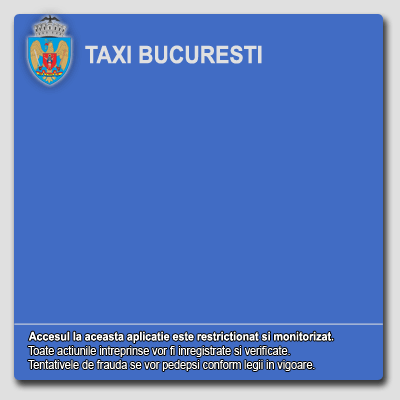 TAXI BUCURESTI
Accesul la aceasta aplicatie este restrictionat si monitorizat.
Toate actiunile intreprinse vor fi inregistrate si verificate.
Tentativele de frauda se vor pedepsi conform legii in vigoare.